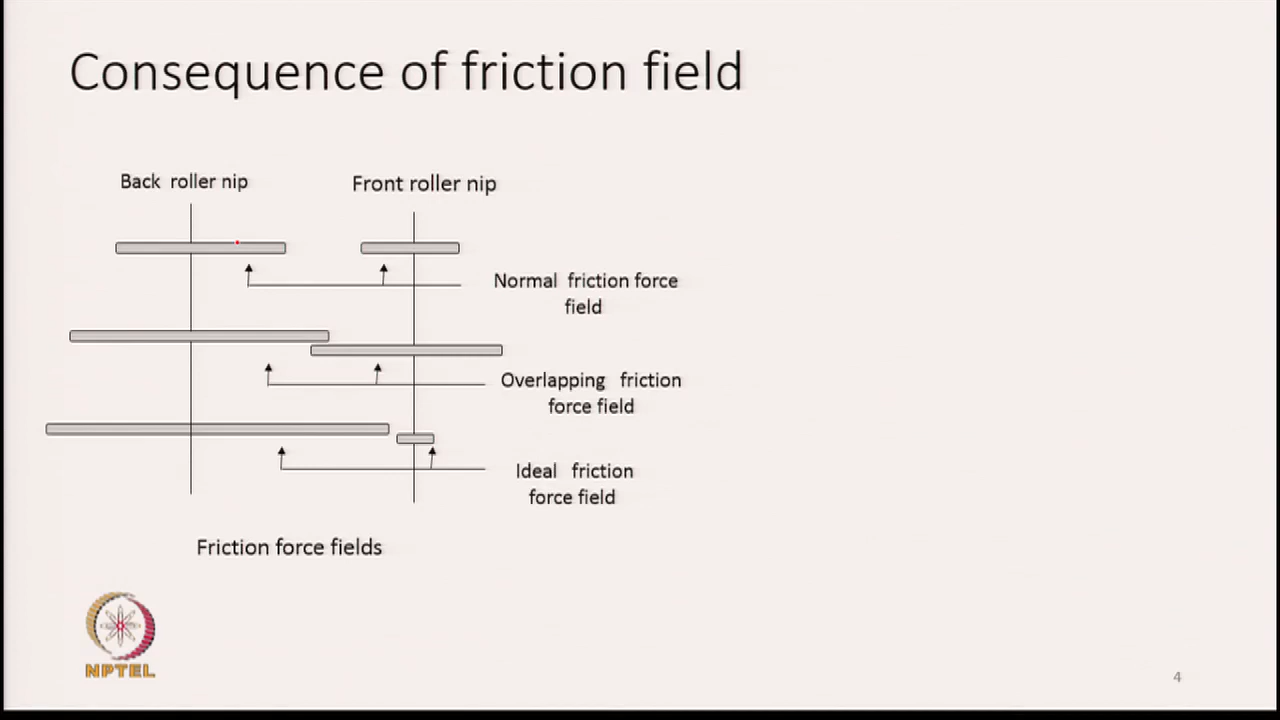 Consequence of friction field
Back roller nip
Front roller nip
Normal friction force
field
Overlapping friction
force field
Ideal friction
force field
Friction force fields
NPTEL
4